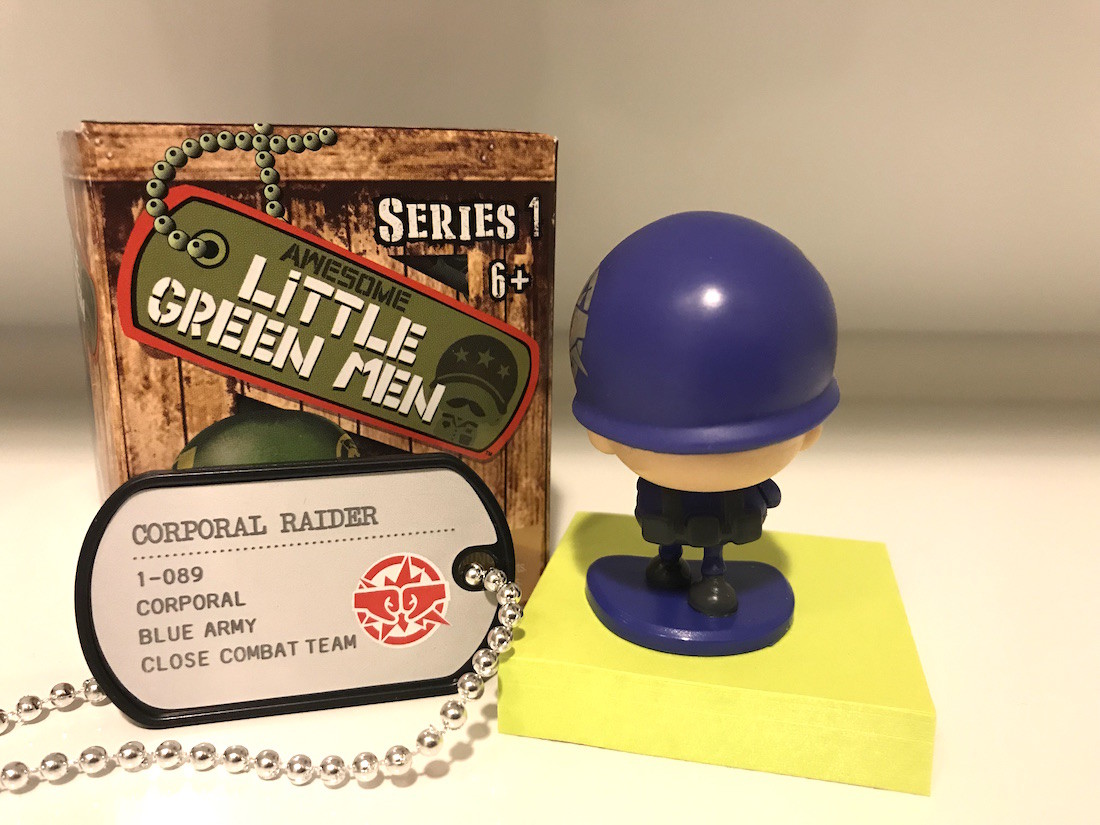 SERIES 1
6+
AWESOME
LiTTLE
GREEN MEN
CORPORAL RAIDER
1-089
CORPORAL
BLUE ARMY
CLOSE COMBAT TEAM